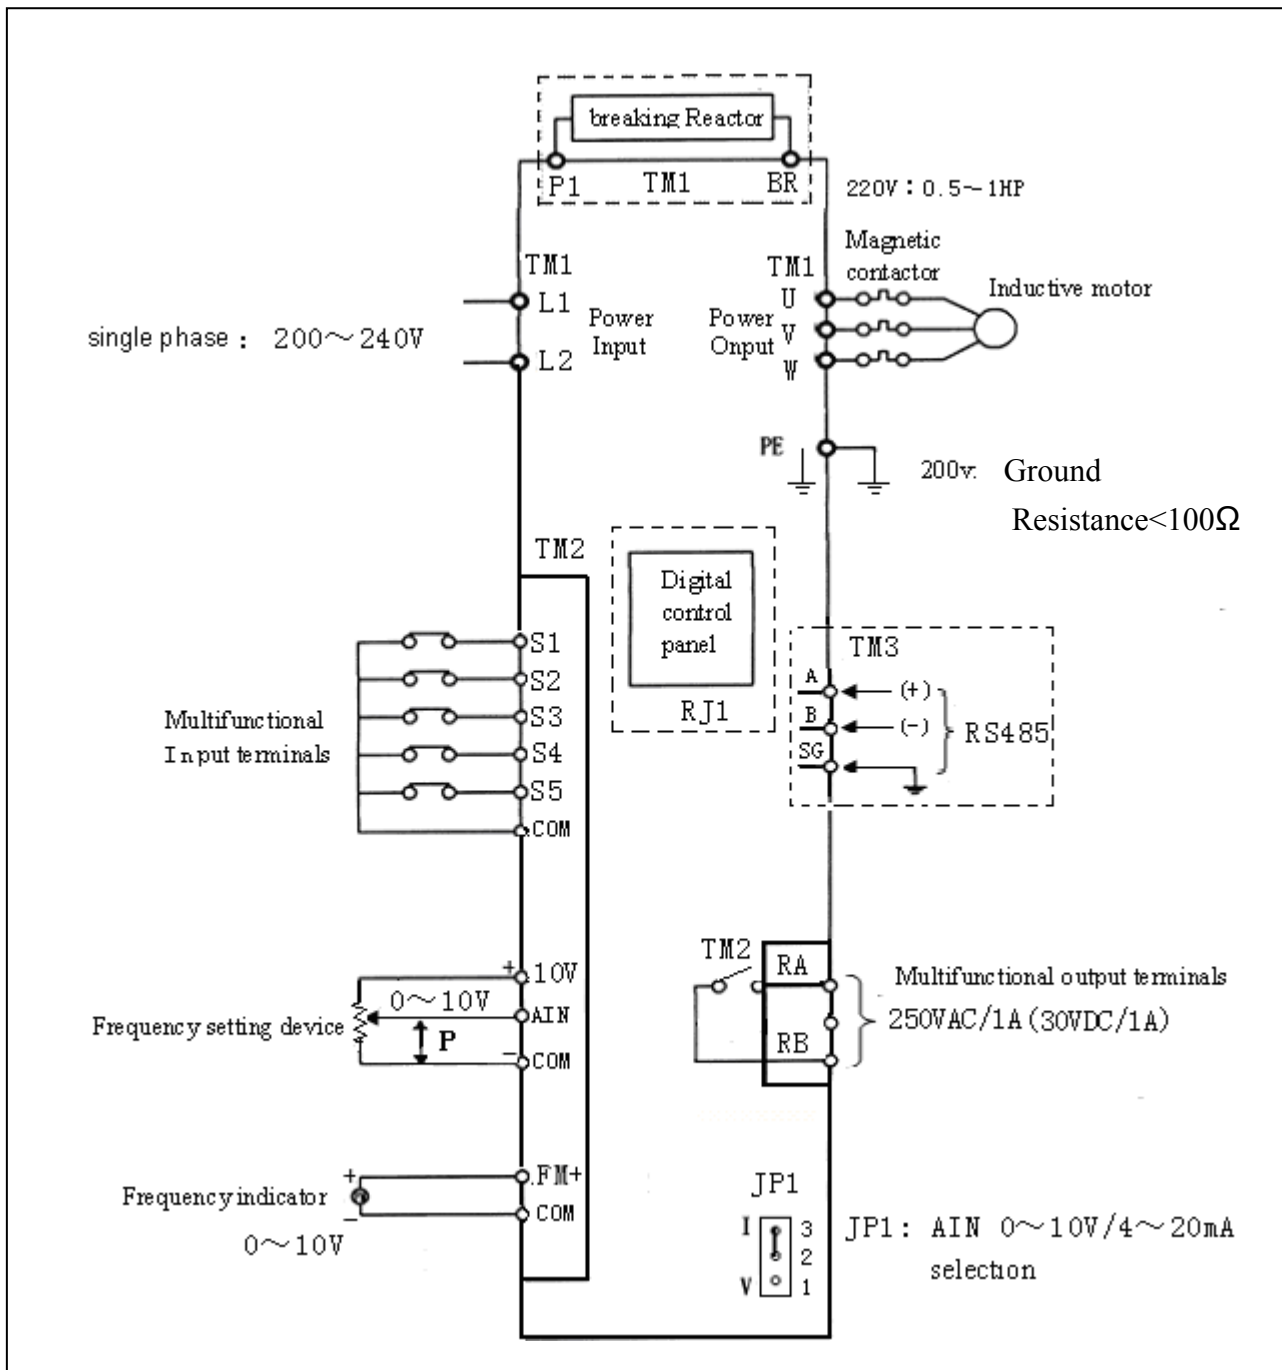 breaking Reactor
P1 TM1 BR
220V: 0.5~1HP
Magnetic
contactor
Inductive motor
TM1
L1
L2
Power
Input
single phase: 200~240V
TM1
U
V
W
Power
Onput
PE
200v: Ground
Resistance<100Ω
TM2
Digital
control
panel
RJ1
S1
S2
S3
S4
S5
COM
Multifunctional
Input terminals
TM3
A (+)
B (-)
SG
RS485
+ 10V
0~10V
AIN
P
- COM
Frequency setting device
TM2
RA
RB
Multifunctional output terminals
250VAC/1A(30VDC/1A)
+ FM+
- COM
Frequency indicator
0~10V
JP1
I 3
2
V 1
JP1: AIN 0~10V/4~20mA
selection